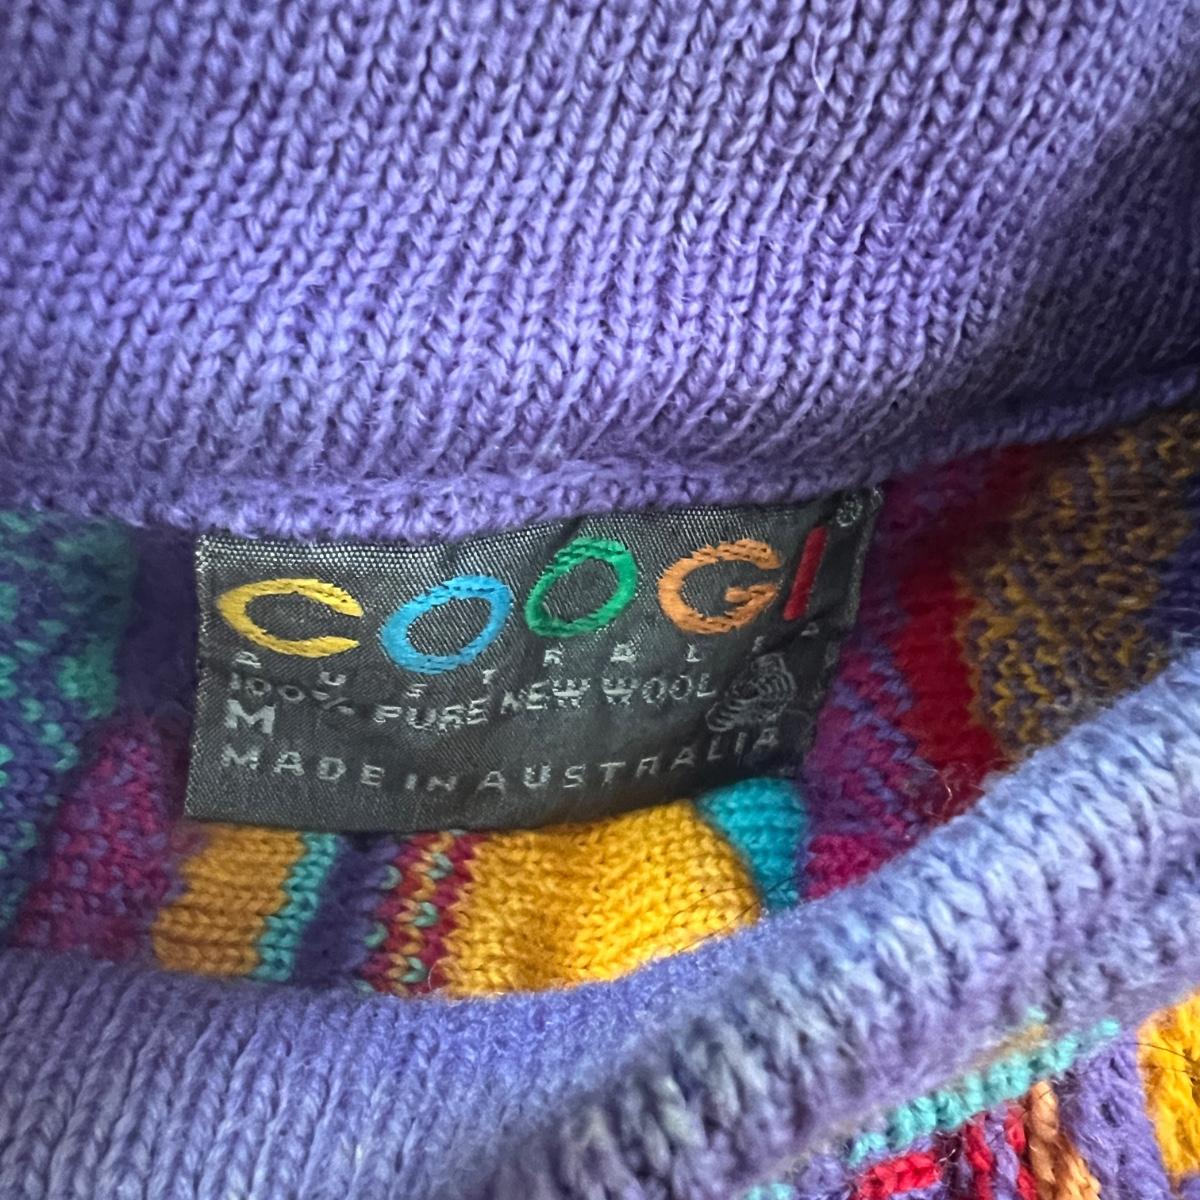 COOGI®
AUSTRALIA
100% PURE NEW WOOL
M
MADE IN AUSTRALIA